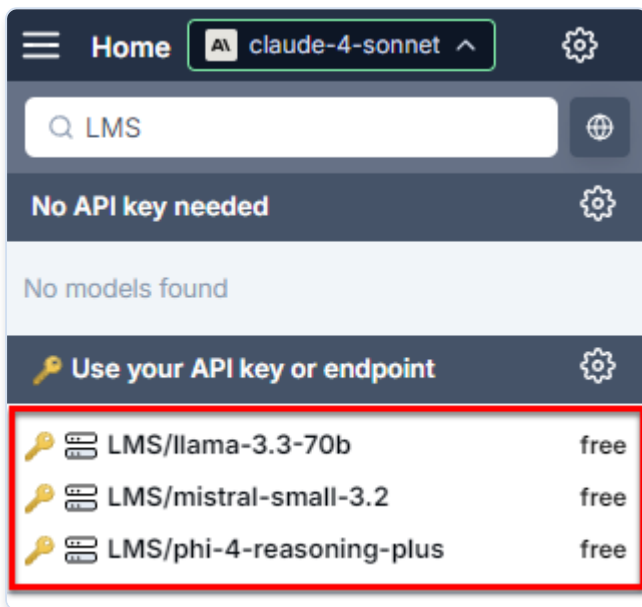 Home A\ claude-4-sonnet
LMS
No API key needed
No models found
Use your API key or endpoint
LMS/llama-3.3-70b free
LMS/mistral-small-3.2 free
LMS/phi-4-reasoning-plus free